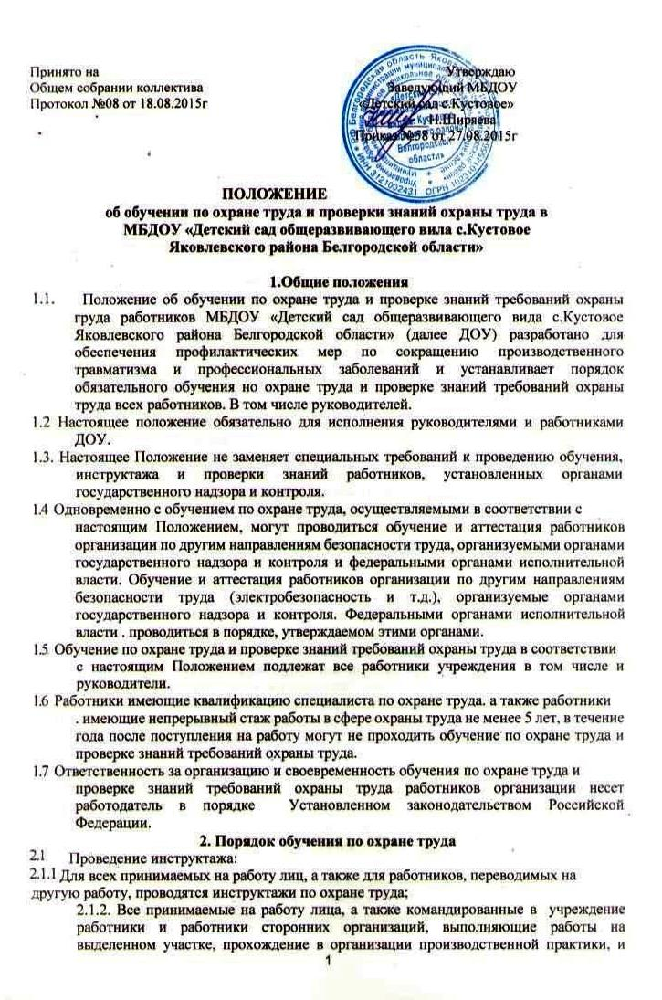 Принято на Утверждаю
Общем собрании коллектива Заведующий МБДОУ
Протокол №08 от 18.08.2015г «Детский сад с.Кустовое»
Н.Ширяева
Приказ №58 от 27.08.2015г
ПОЛОЖЕНИЕ
об обучении по охране труда и проверки знаний охраны труда в
МБДОУ «Детский сад общеразвивающего вила с.Кустовое
Яковлевского района Белгородской области»
1.Общие положения
1.1. Положение об обучении по охране труда и проверке знаний требований охраны
груда работников МБДОУ «Детский сад общеразвивающего вида с.Кустовое
Яковлевского района Белгородской области» (далее ДОУ) разработано для
обеспечения профилактических мер по сокращению производственного
травматизма и профессиональных заболеваний и устанавливает порядок
обязательного обучения но охране труда и проверке знаний требований охраны
труда всех работников. В том числе руководителей.
1.2 Настоящее положение обязательно для исполнения руководителями и работниками
ДОУ.
1.3. Настоящее Положение не заменяет специальных требований к проведению обучения,
инструктажа и проверки знаний работников, установленных органами
государственного надзора и контроля.
1.4 Одновременно с обучением по охране труда, осуществляемыми в соответствии с
настоящим Положением, могут проводиться обучение и аттестация работников
организации по другим направлениям безопасности труда, организуемыми органами
государственного надзора и контроля и федеральными органами исполнительной
власти. Обучение и аттестация работников организации по другим направлениям
безопасности труда (электробезопасность и т.д.), организуемые органами
государственного надзора и контроля. Федеральными органами исполнительной
власти . проводиться в порядке, утверждаемом этими органами.
1.5 Обучение по охране труда и проверке знаний требований охраны труда в соответствии
с настоящим Положением подлежат все работники учреждения в том числе и
руководители.
1.6 Работники имеющие квалификацию специалиста по охране труда. а также работники
. имеющие непрерывный стаж работы в сфере охраны труда не менее 5 лет, в течение
года после поступления на работу могут не проходить обучение по охране труда и
проверке знаний требований охраны труда.
1.7 Ответственность за организацию и своевременность обучения по охране труда и
проверке знаний требований охраны труда работников организации несет
работодатель в порядке Установленном законодательством Российской
Федерации.
2. Порядок обучения по охране труда
2.1 Проведение инструктажа:
2.1.1 Для всех принимаемых на работу лиц, а также для работников, переводимых на
другую работу, проводятся инструктажи по охране труда;
2.1.2. Все принимаемые на работу лица, а также командированные в учреждение
работники и работники сторонних организаций, выполняющие работы на
выделенном участке, прохождение в организации производственной практики, и
1